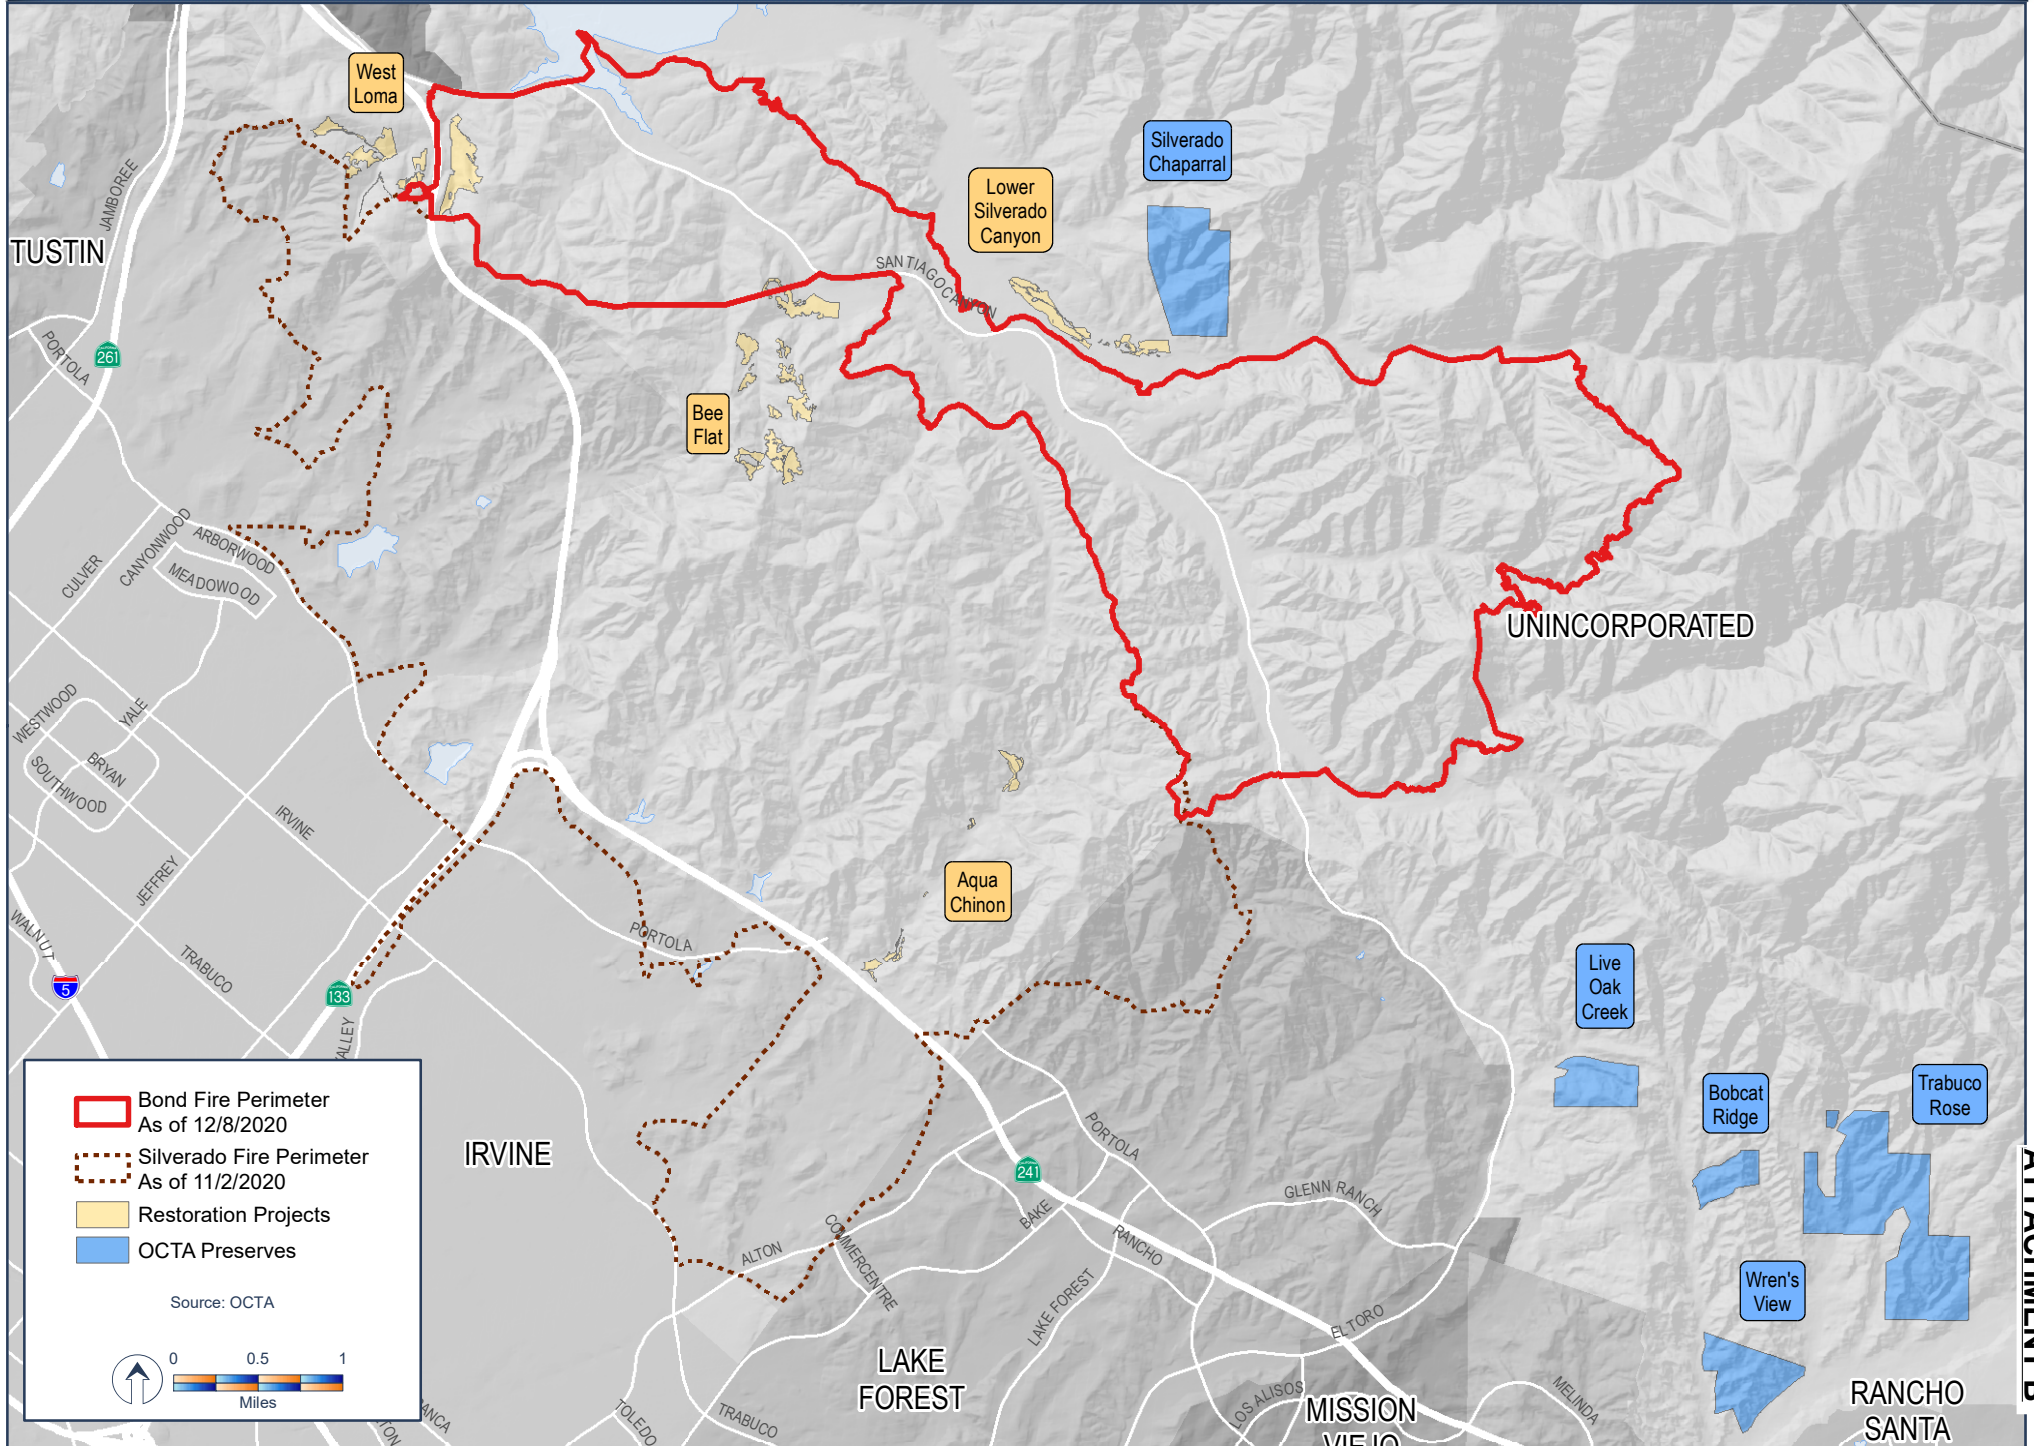 West
Loma
Silverado
Chaparral
Lower
Silverado
Canyon
JAMBOREE
TUSTIN
SANTIAGO CANYON
261
PORTOLA
Bee
Flat
CANYONWOOD
ARBORWOOD
CULVER
MEADOWOOD
UNINCORPORATED
WESTWOOD
YALE
BRYAN
SOUTHWOOD
IRVINE
JEFFREY
Aqua
Chinon
WALNUT
TRABUCO
PORTOLA
Live
Oak
Creek
5
133
VALLEY
Bobcat
Ridge
Trabuco
Rose
Bond Fire Perimeter
As of 12/8/2020
Silverado Fire Perimeter
As of 11/2/2020
Restoration Projects
OCTA Preserves
Source: OCTA
0 0.5 1
Miles
IRVINE
PORTOLA
241
GLENN RANCH
BAKE
RANCHO
COMMERCENTRE
ALTON
LAKE FOREST
EL TORO
Wren's
View
ATTACHMENT B
LAKE
FOREST
LOS ALISOS
MELINDA
MISSION
VIEJO
RANCHO
SANTA
TOLEDO
TRABUCO